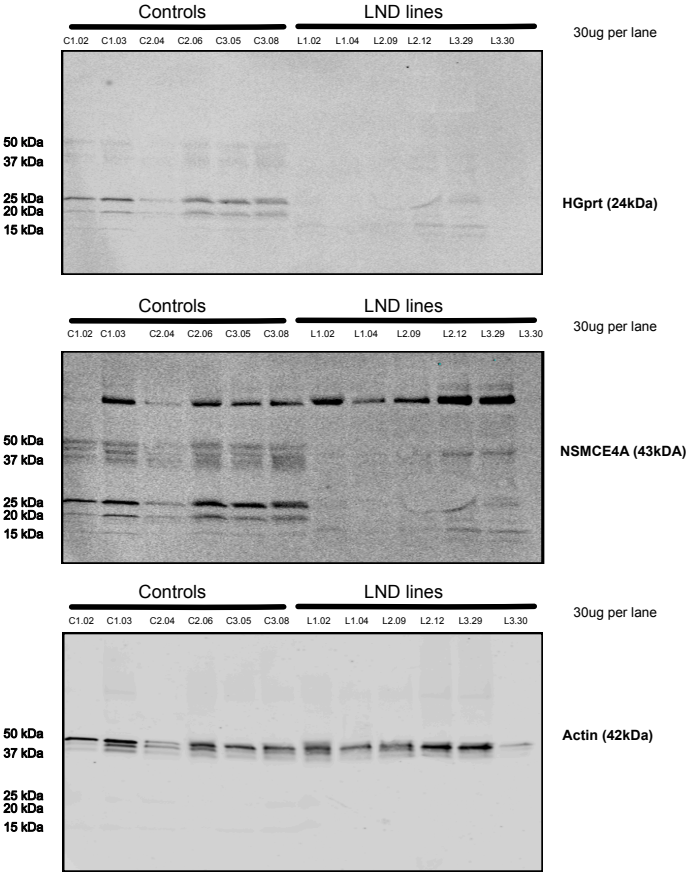 Controls LND lines
C1.02 C1.03 C2.04 C2.06 C3.05 C3.08 L1.02 L1.04 L2.09 L2.12 L3.29 L3.30
30ug per lane
50 kDa
37 kDa
25 kDa
20 kDa
15 kDa
HGprt (24kDa)
Controls LND lines
C1.02 C1.03 C2.04 C2.06 C3.05 C3.08 L1.02 L1.04 L2.09 L2.12 L3.29 L3.30
30ug per lane
50 kDa
37 kDa
25 kDa
20 kDa
15 kDa
NSMCE4A (43kDA)
Controls LND lines
C1.02 C1.03 C2.04 C2.06 C3.05 C3.08 L1.02 L1.04 L2.09 L2.12 L3.29 L3.30
30ug per lane
50 kDa
37 kDa
25 kDa
20 kDa
15 kDa
Actin (42kDa)